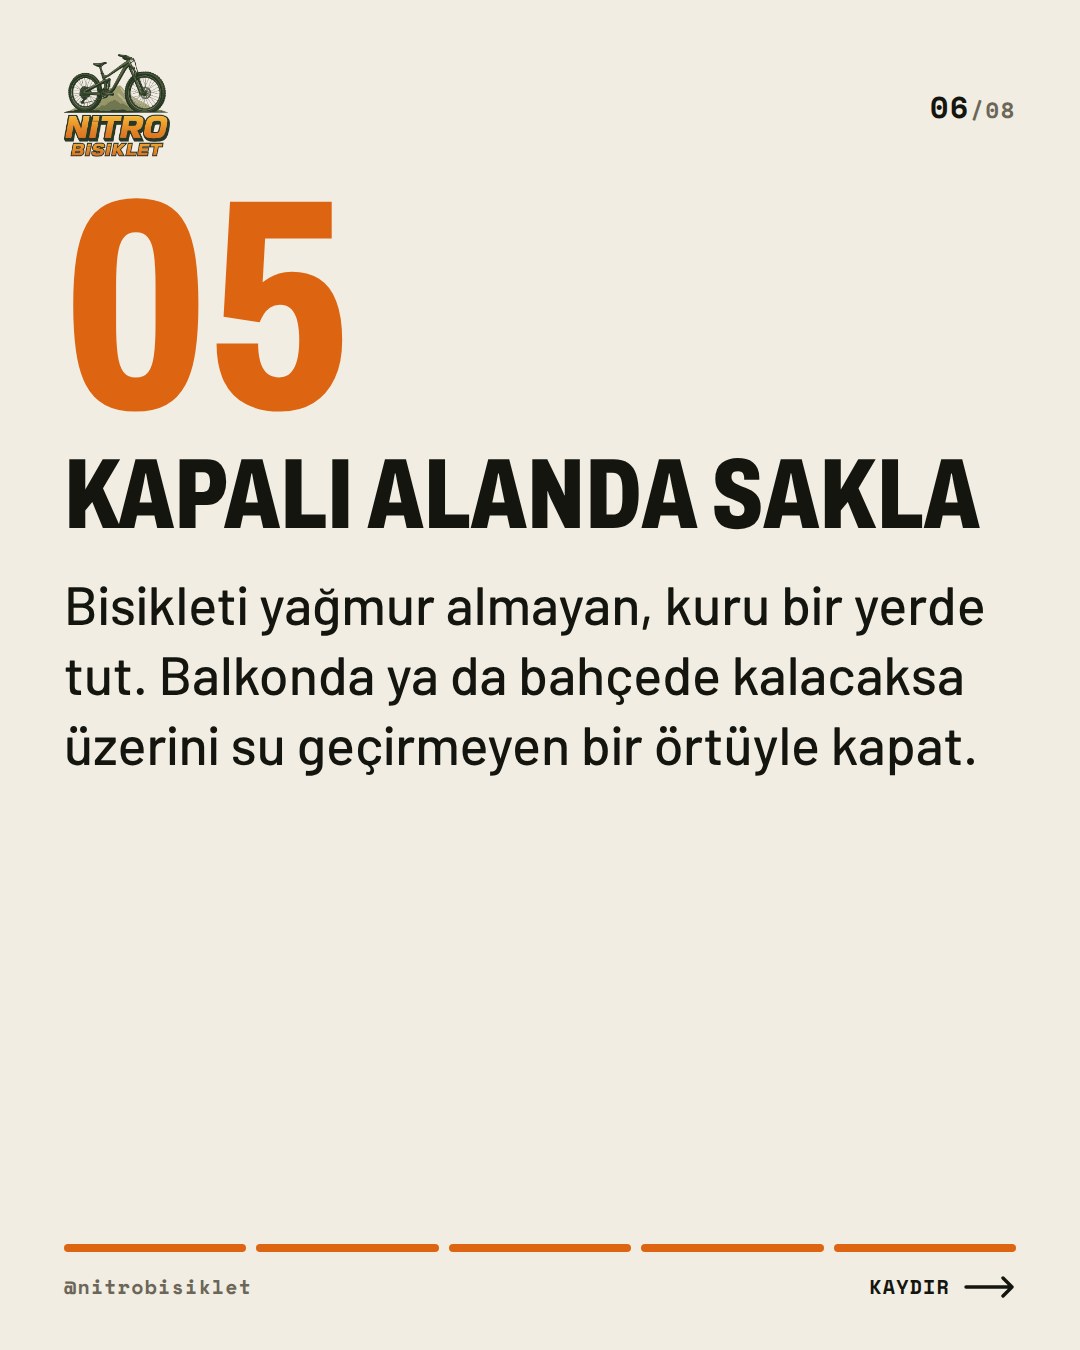 NiTRO
BISIKLET
06/08
05
KAPALI ALANDA SAKLA
Bisikleti yağmur almayan, kuru bir yerde
tut. Balkonda ya da bahçede kalacaksa
üzerini su geçirmeyen bir örtüyle kapat.
@nitrobisiklet
KAYDIR